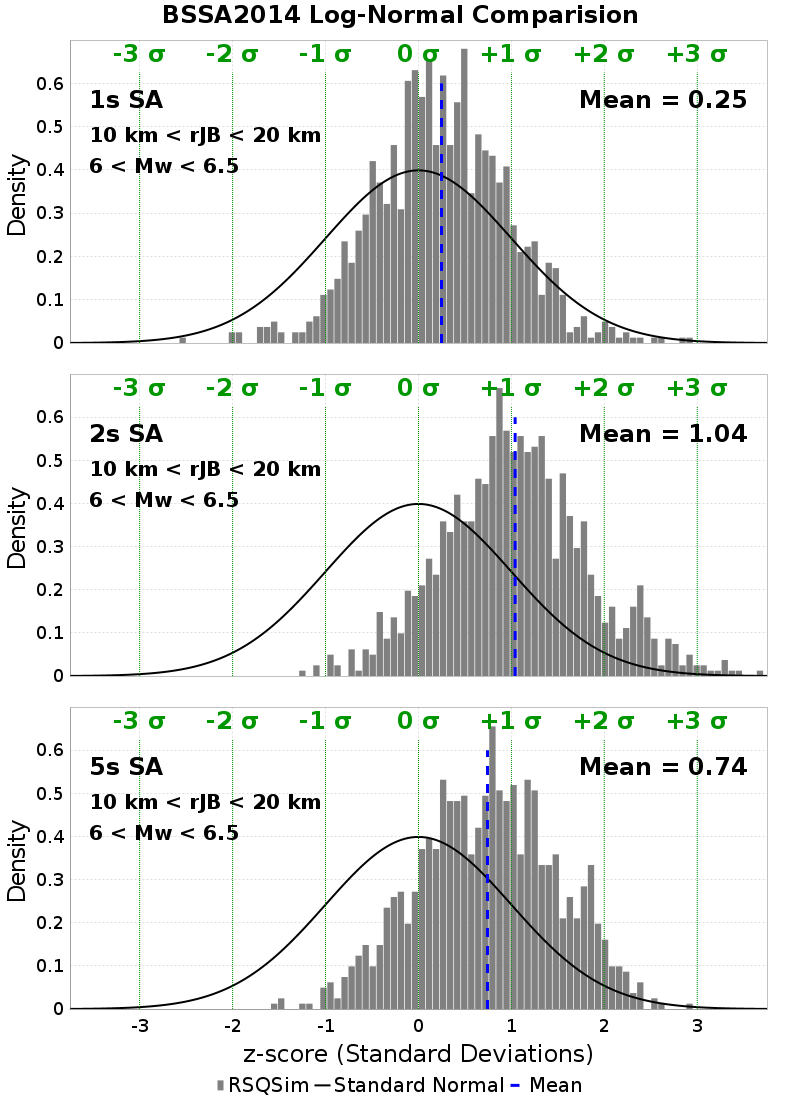 BSSA2014 Log-Normal Comparision
-3 σ -2 σ -1 σ 0 σ +1 σ +2 σ +3 σ
1s SA
Mean = 0.25
10 km < rJB < 20 km
6 < Mw < 6.5
Density
0.6
0.5
0.4
0.3
0.2
0.1
0
-3 σ -2 σ -1 σ 0 σ +1 σ +2 σ +3 σ
2s SA
Mean = 1.04
10 km < rJB < 20 km
6 < Mw < 6.5
Density
0.6
0.5
0.4
0.3
0.2
0.1
0
-3 σ -2 σ -1 σ 0 σ +1 σ +2 σ +3 σ
5s SA
Mean = 0.74
10 km < rJB < 20 km
6 < Mw < 6.5
Density
0.6
0.5
0.4
0.3
0.2
0.1
0
-3 -2 -1 0 1 2 3
z-score (Standard Deviations)
RSQSim Standard Normal Mean